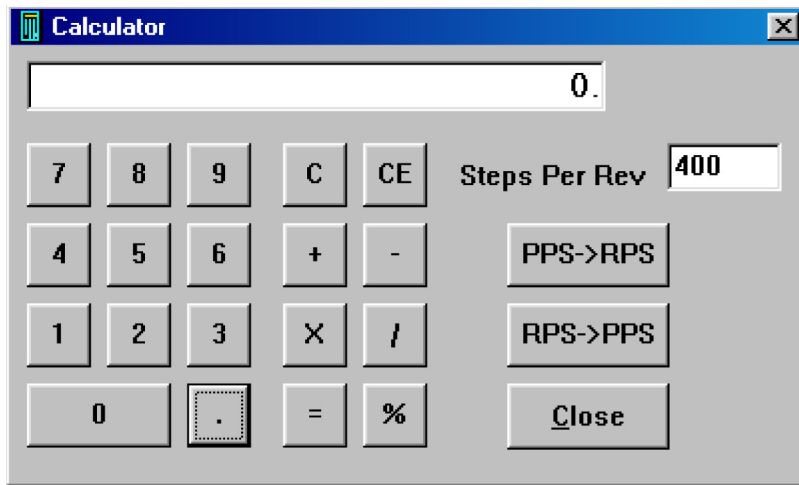 Calculator
0.
7 8 9 C CE Steps Per Rev 400
4 5 6 + - PPS->RPS
1 2 3 X / RPS->PPS
0 . = % Close